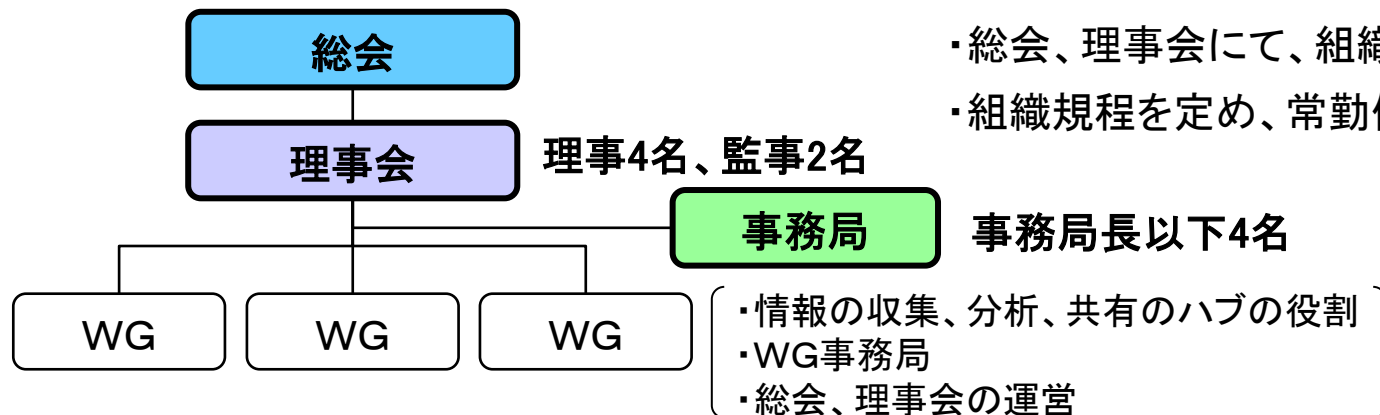 総会
・総会、理事会にて、組
・組織規程を定め、常勤
理事会
理事4名、監事2名
事務局
事務局長以下4名
WG
WG
WG
・情報の収集、分析、共有のハブの役割
・WG事務局
・総会、理事会の運営